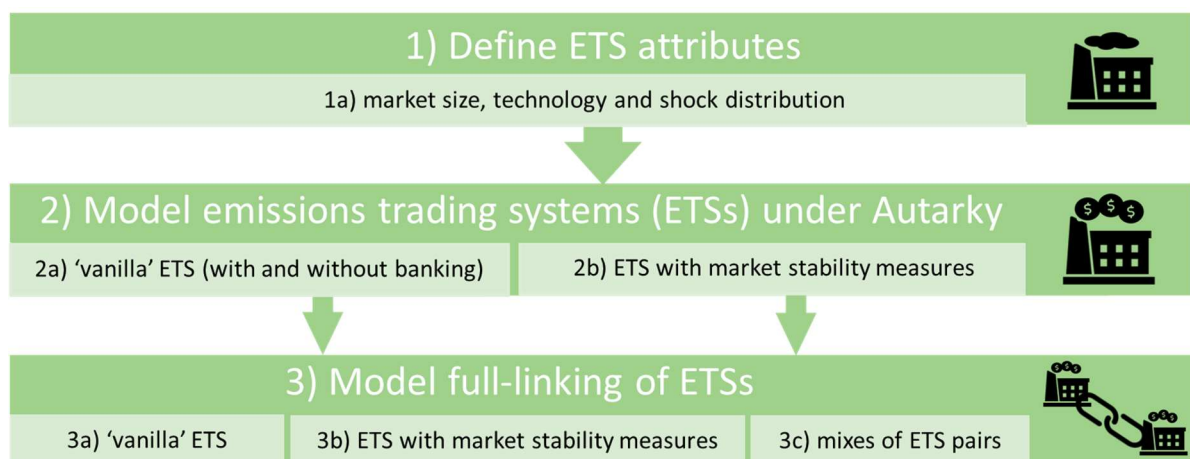 1) Define ETS attributes
1a) market size, technology and shock distribution
2) Model emissions trading systems (ETSs) under Autarky
$ $ $
2a) ‘vanilla’ ETS (with and without banking)
2b) ETS with market stability measures
3) Model full-linking of ETSs
$ $ $
$ $ $
3a) ‘vanilla’ ETS
3b) ETS with market stability measures
3c) mixes of ETS pairs